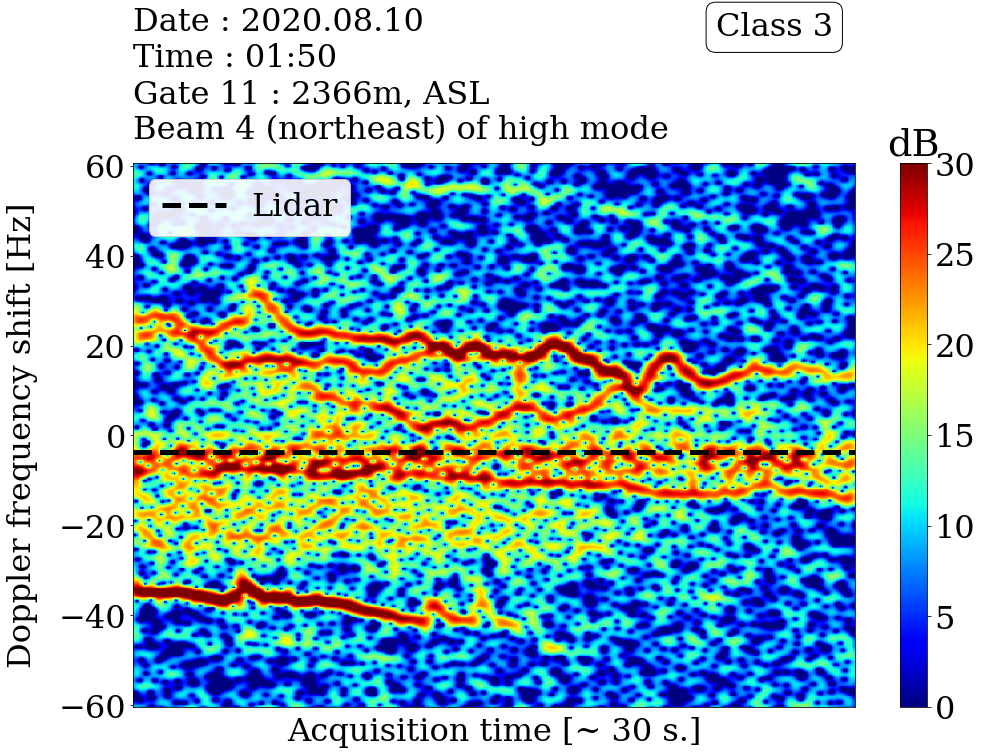 Date : 2020.08.10
Time : 01:50
Gate 11 : 2366m, ASL
Beam 4 (northeast) of high mode
Class 3
dB
Lidar
Doppler frequency shift [Hz]
60
40
20
0
−20
−40
−60
30
25
20
15
10
5
0
Acquisition time [~ 30 s.]